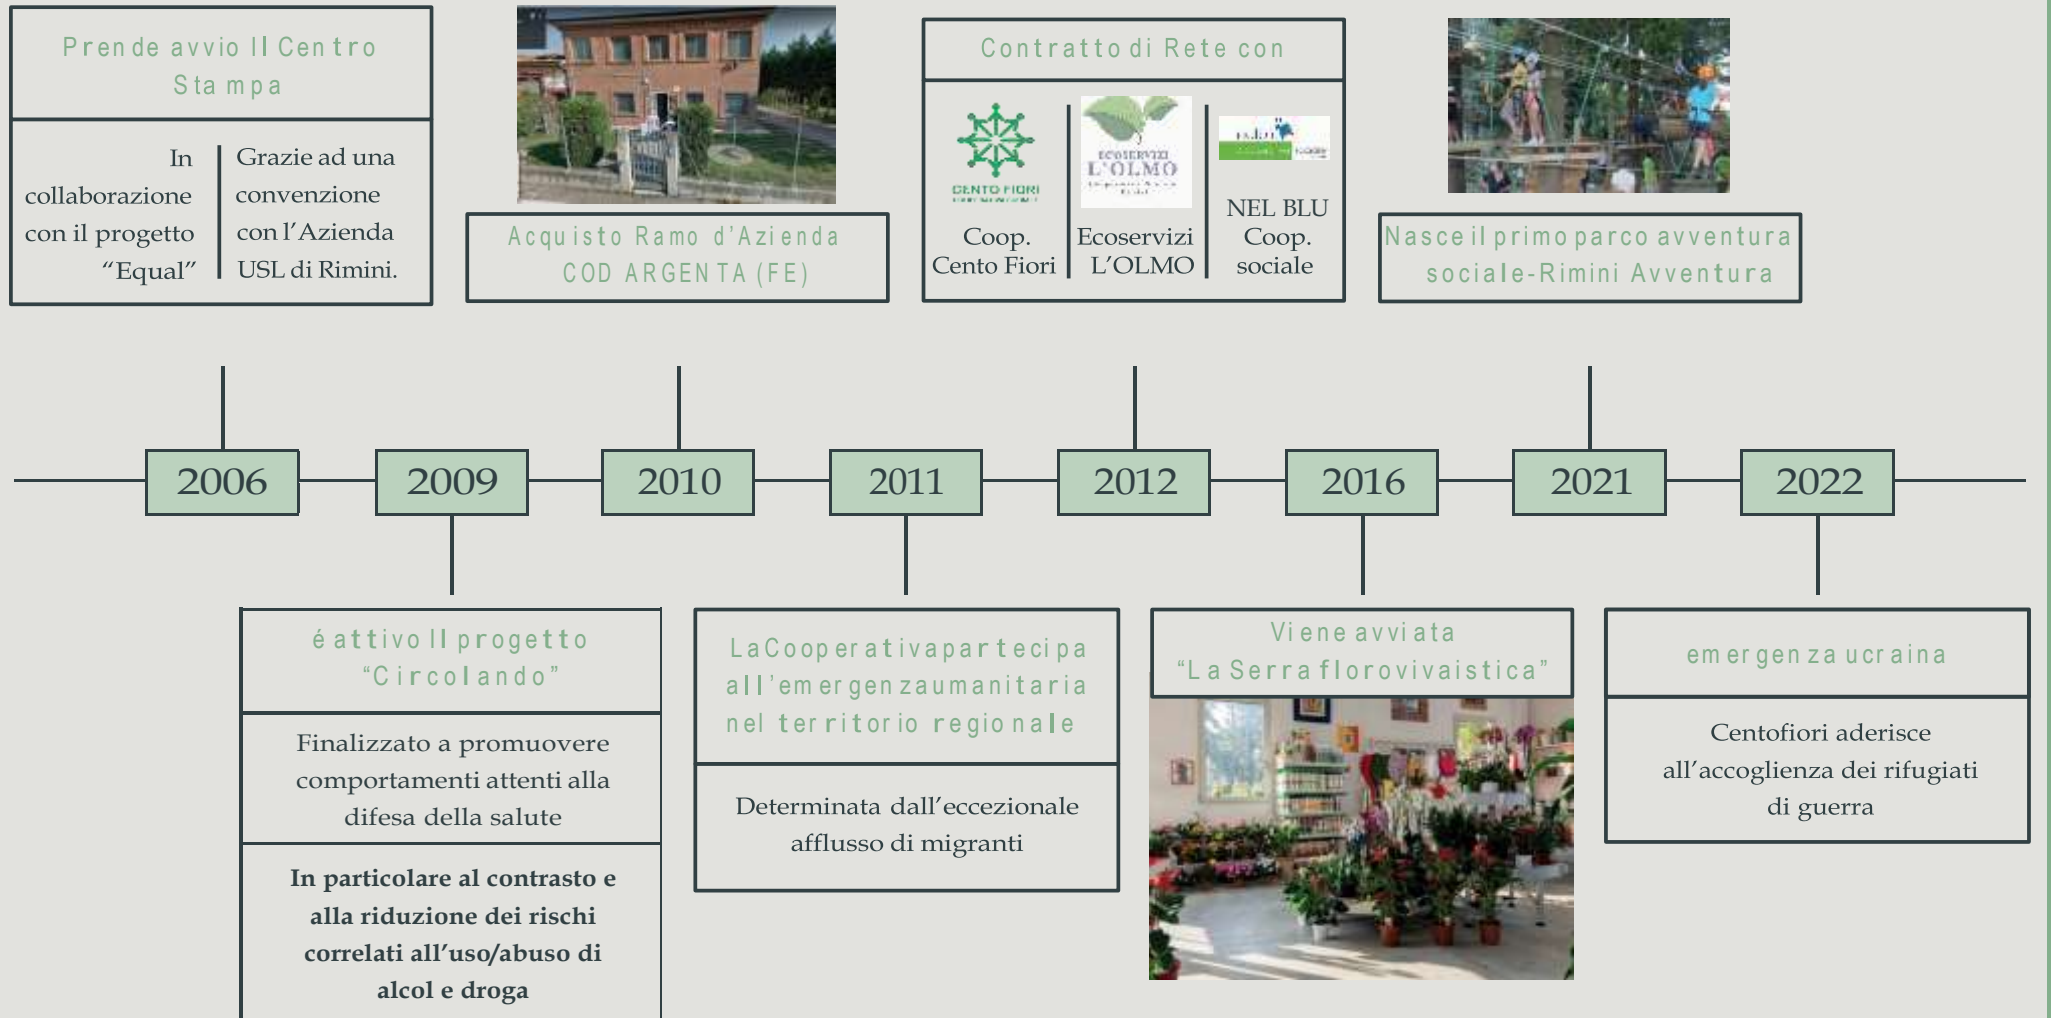 Prende avvio Il Centro
Stampa
In
collaborazione
con il progetto
“Equal”
Grazie ad una
convenzione
con l’Azienda
USL di Rimini.
Acquisto Ramo d’Azienda
COD ARGENTA (FE)
Contratto di Rete con
CENTO FIORI
Coop.
Cento Fiori
ECOSERVIZI
L'OLMO
Ecoservizi
L’OLMO
NEL BLU
Coop.
sociale
Nasce il primo parco avventura
sociale-Rimini Avventura
2006
2009
2010
2011
2012
2016
2021
2022
é attivo Il progetto
“Circolando”
Finalizzato a promuovere
comportamenti attenti alla
difesa della salute
In particolare al contrasto e
alla riduzione dei rischi
correlati all’uso/abuso di
alcol e droga
La Cooperativa partecipa
all’emergenza umanitaria
nel territorio regionale
Determinata dall’eccezionale
afflusso di migranti
Viene avviata
“La Serra florovivaistica”
emergenza ucraina
Centofiori aderisce
all’accoglienza dei rifugiati
di guerra